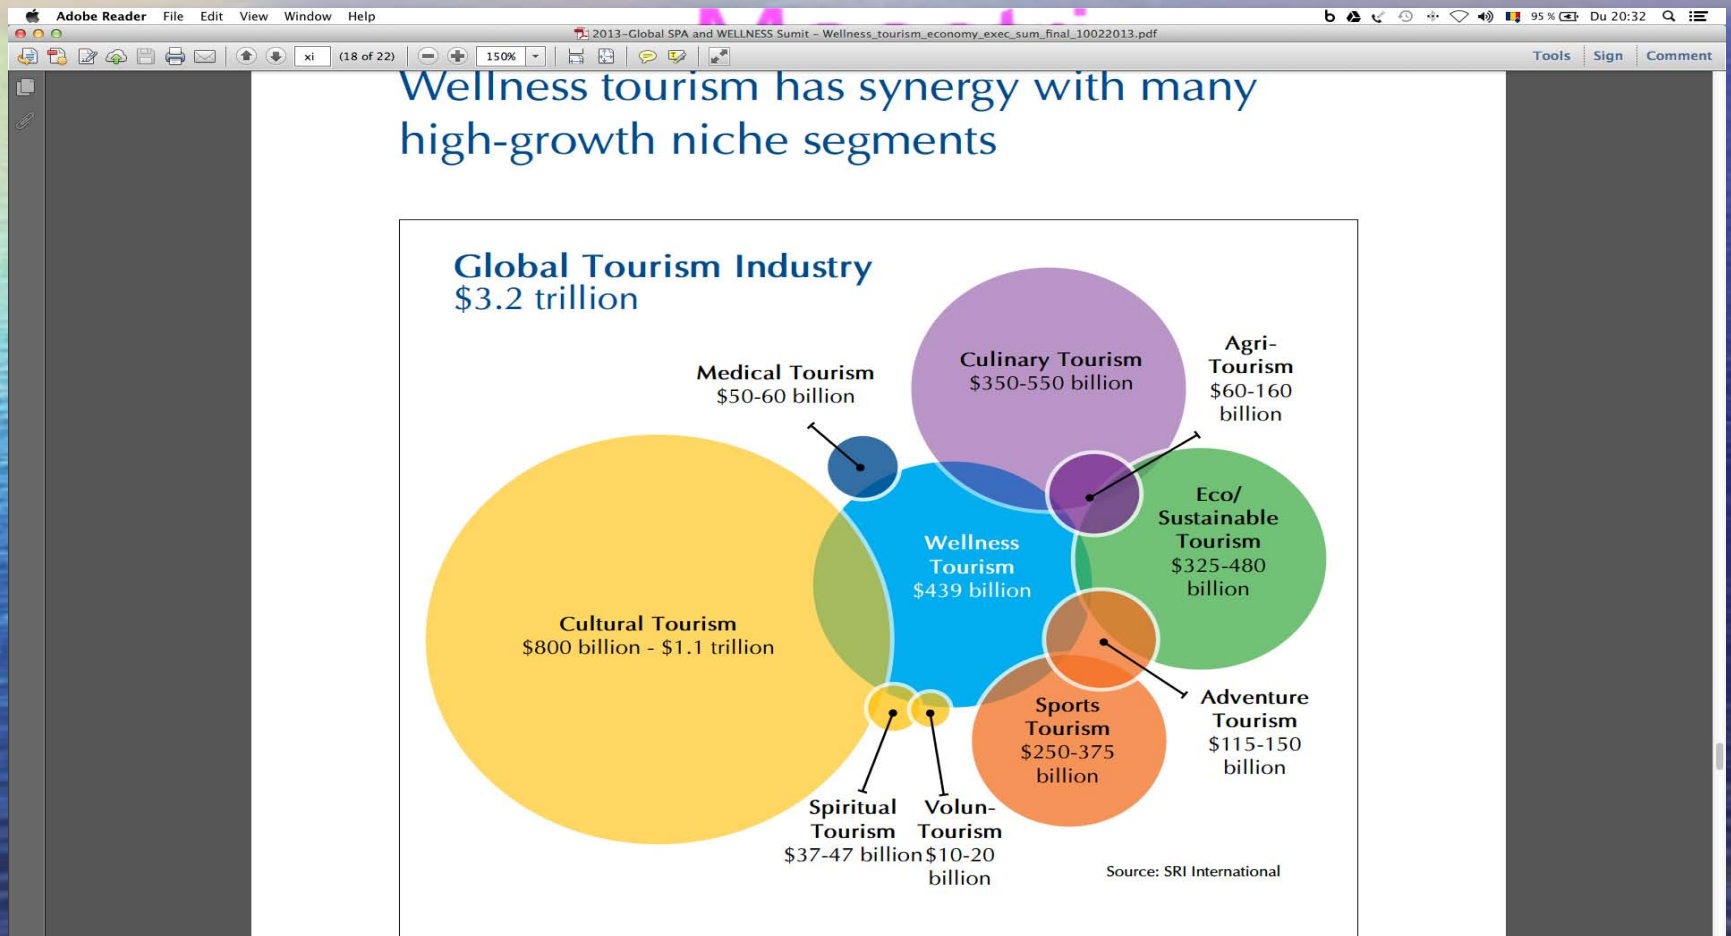 Adobe Reader File Edit View Window Help
95 % Du 20:32
2013-Global SPA and WELLNESS Sumit – Wellness_tourism_economy_exec_sum_final_10022013.pdf
xi (18 of 22) 150% Tools Sign Comment
Wellness tourism has synergy with many
high-growth niche segments
Global Tourism Industry
$3.2 trillion
Medical Tourism
$50-60 billion
Culinary Tourism
$350-550 billion
Agri-
Tourism
$60-160
billion
Wellness
Tourism
$439 billion
Eco/
Sustainable
Tourism
$325-480
billion
Cultural Tourism
$800 billion - $1.1 trillion
Sports
Tourism
$250-375
billion
Adventure
Tourism
$115-150
billion
Spiritual
Tourism
$37-47 billion
Volun-
Tourism
$10-20
billion
Source: SRI International